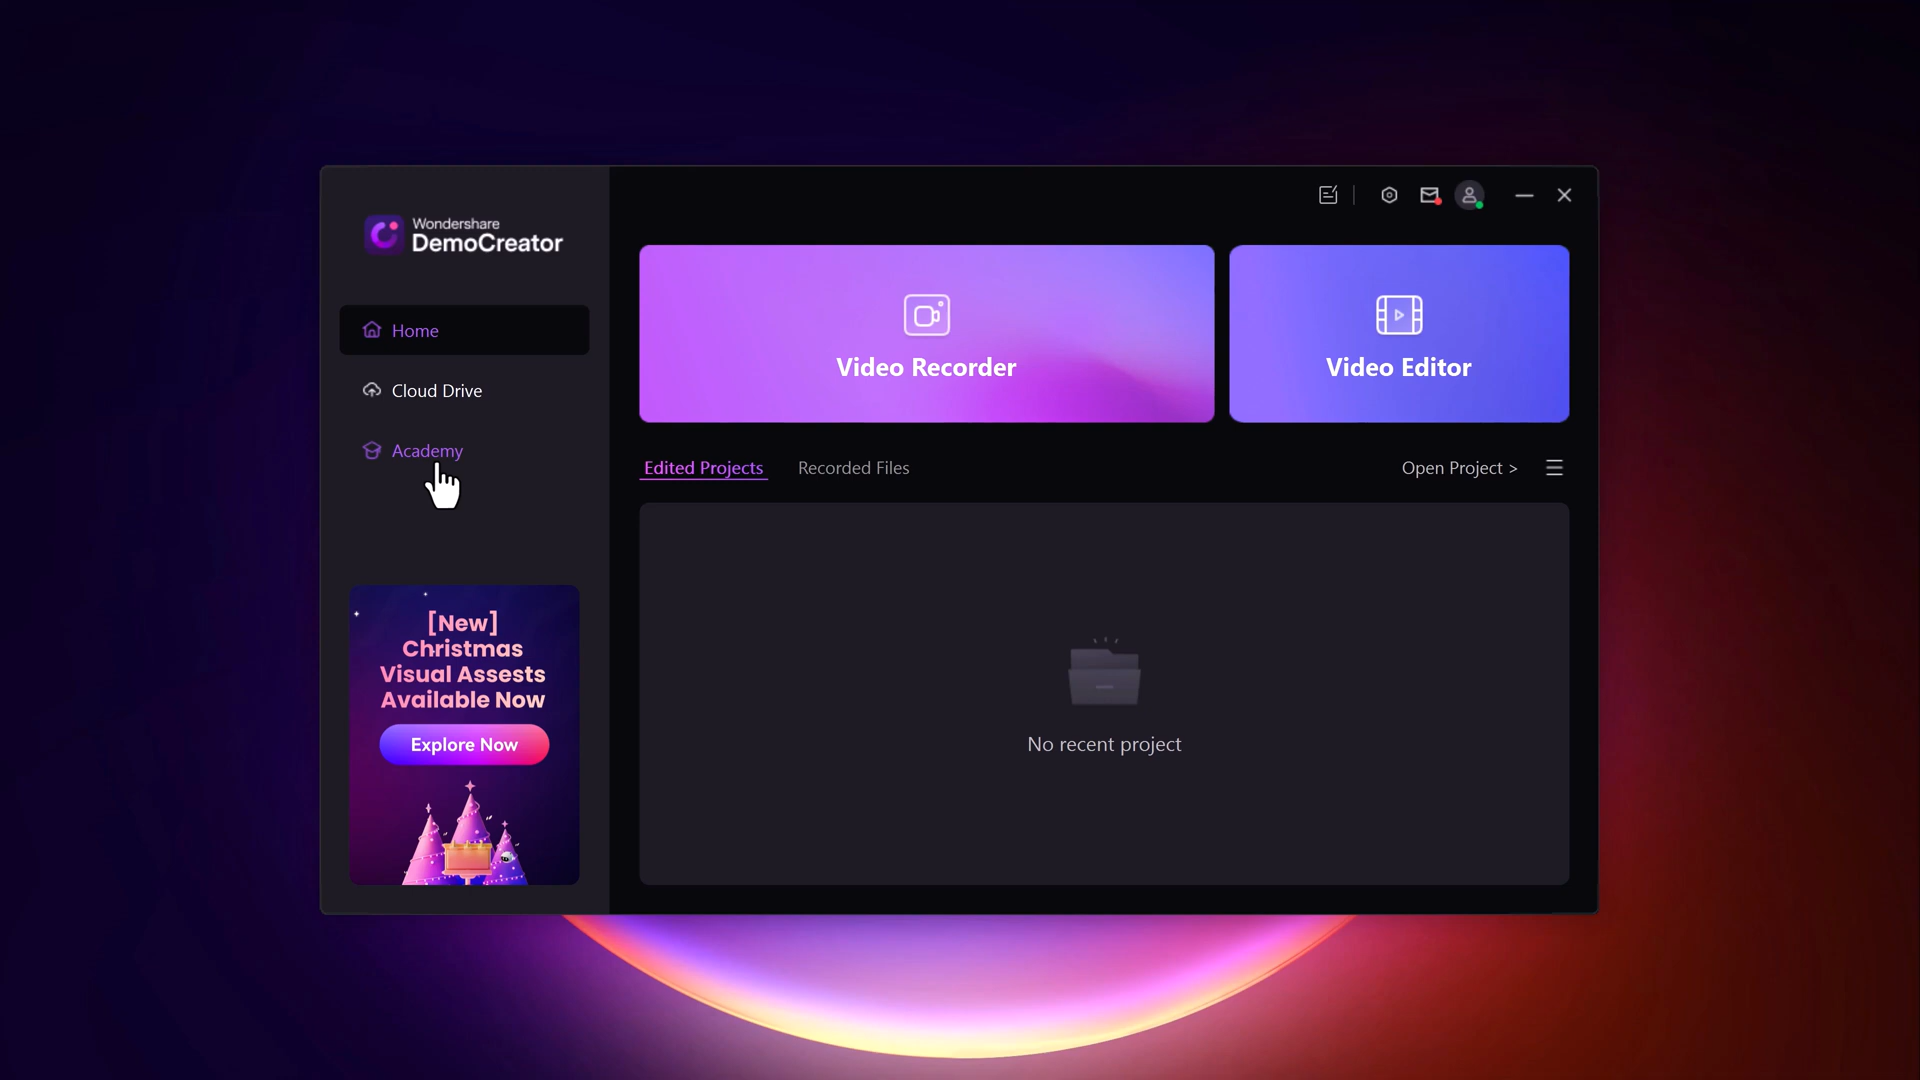 Wondershare
DemoCreator
Home
Cloud Drive
Academy
[New]
Christmas
Visual Assests
Available Now
Explore Now
Video Recorder
Video Editor
Edited Projects
Recorded Files
Open Project >
No recent project